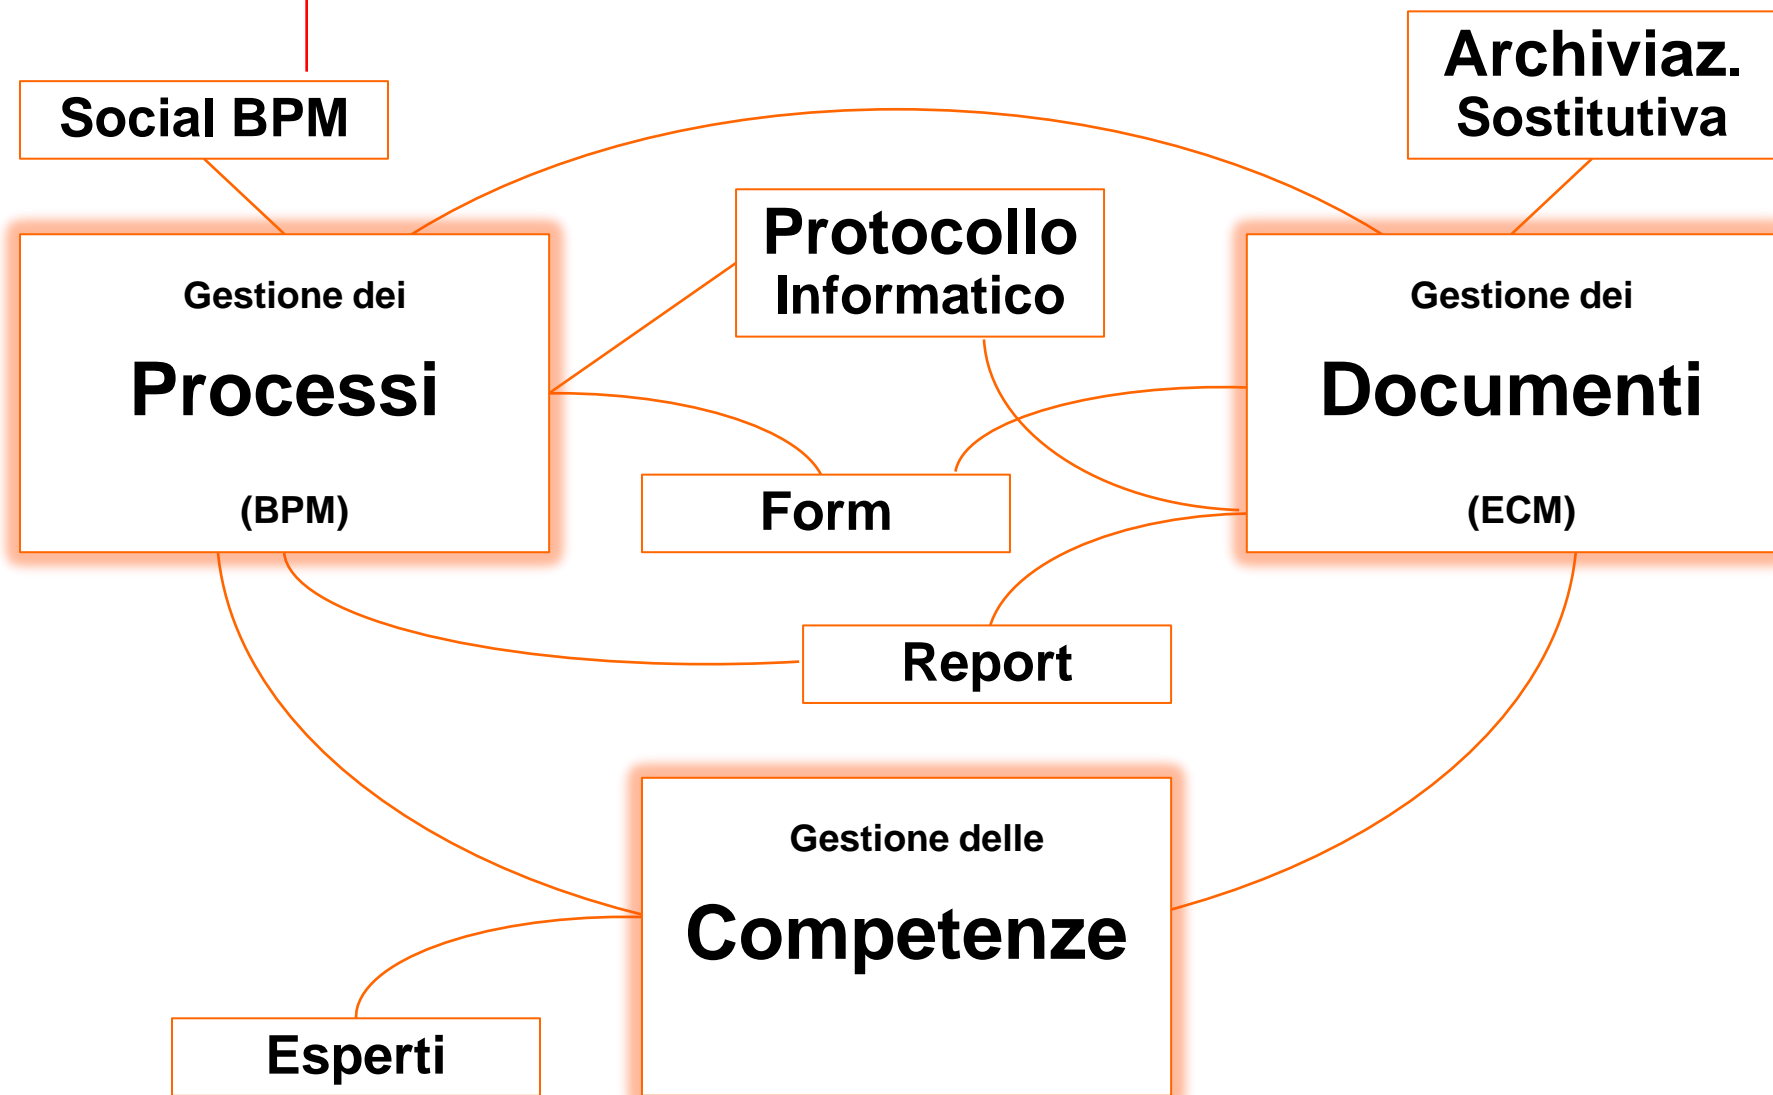 Social BPM
Archiviaz.
Sostitutiva
Protocollo
Informatico
Gestione dei
Processi
(BPM)
Gestione dei
Documenti
(ECM)
Form
Report
Gestione delle
Competenze
Esperti